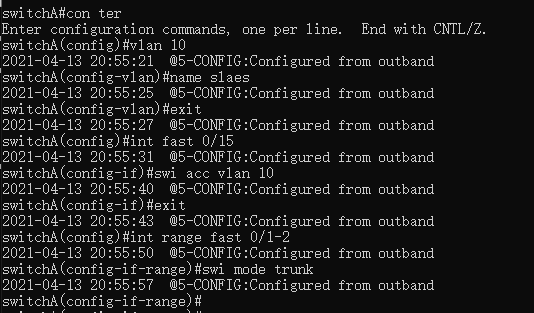 switchA#con ter
Enter configuration commands, one per line.  End with CNTL/Z.
switchA(config)#vlan 10
2021-04-13 20:55:21  @5-CONFIG:Configured from outband
switchA(config-vlan)#name slaes
2021-04-13 20:55:25  @5-CONFIG:Configured from outband
switchA(config-vlan)#exit
2021-04-13 20:55:27  @5-CONFIG:Configured from outband
switchA(config)#int fast 0/15
2021-04-13 20:55:31  @5-CONFIG:Configured from outband
switchA(config-if)#swi acc vlan 10
2021-04-13 20:55:40  @5-CONFIG:Configured from outband
switchA(config-if)#exit
2021-04-13 20:55:43  @5-CONFIG:Configured from outband
switchA(config)#int range fast 0/1-2
2021-04-13 20:55:50  @5-CONFIG:Configured from outband
switchA(config-if-range)#swi mode trunk
2021-04-13 20:55:57  @5-CONFIG:Configured from outband
switchA(config-if-range)#